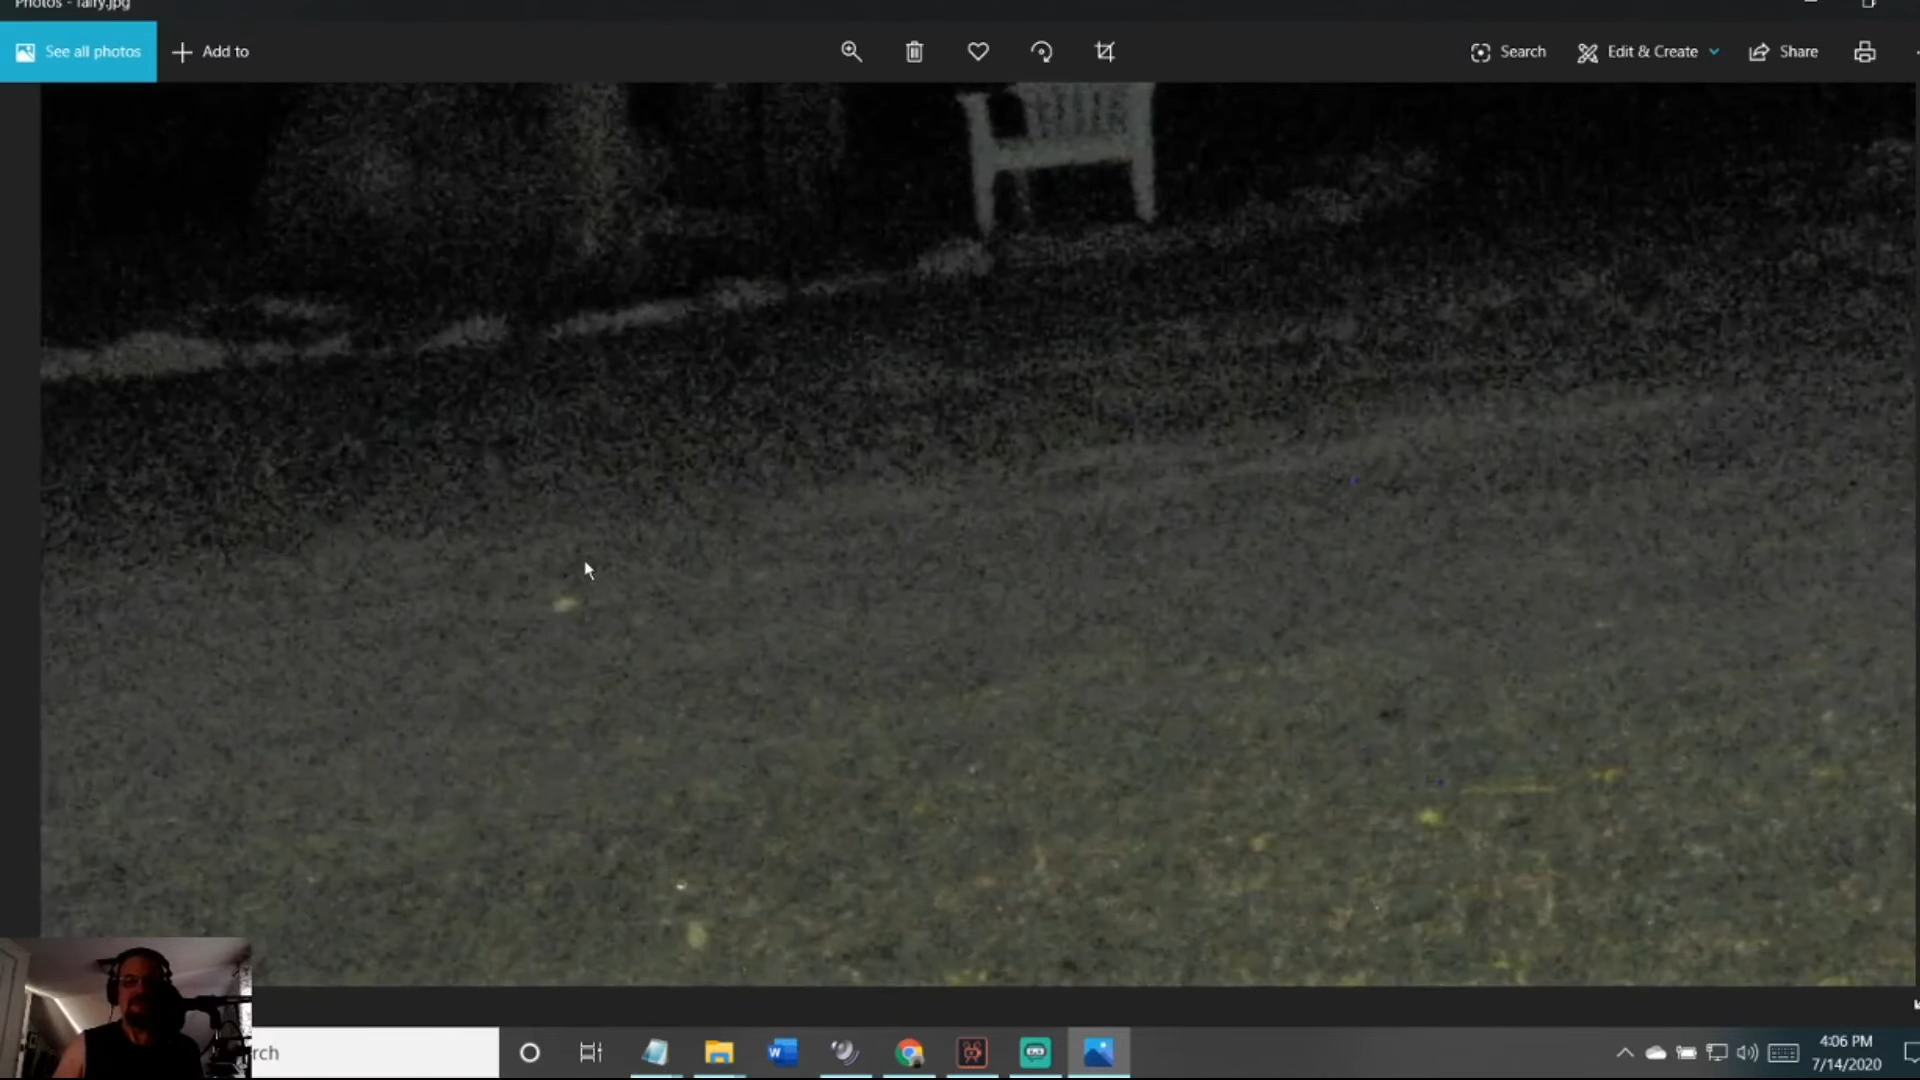 Photos - fairy.jpg
See all photos
Add to
Search
Edit & Create
Share
rch
4:06 PM
7/14/2020